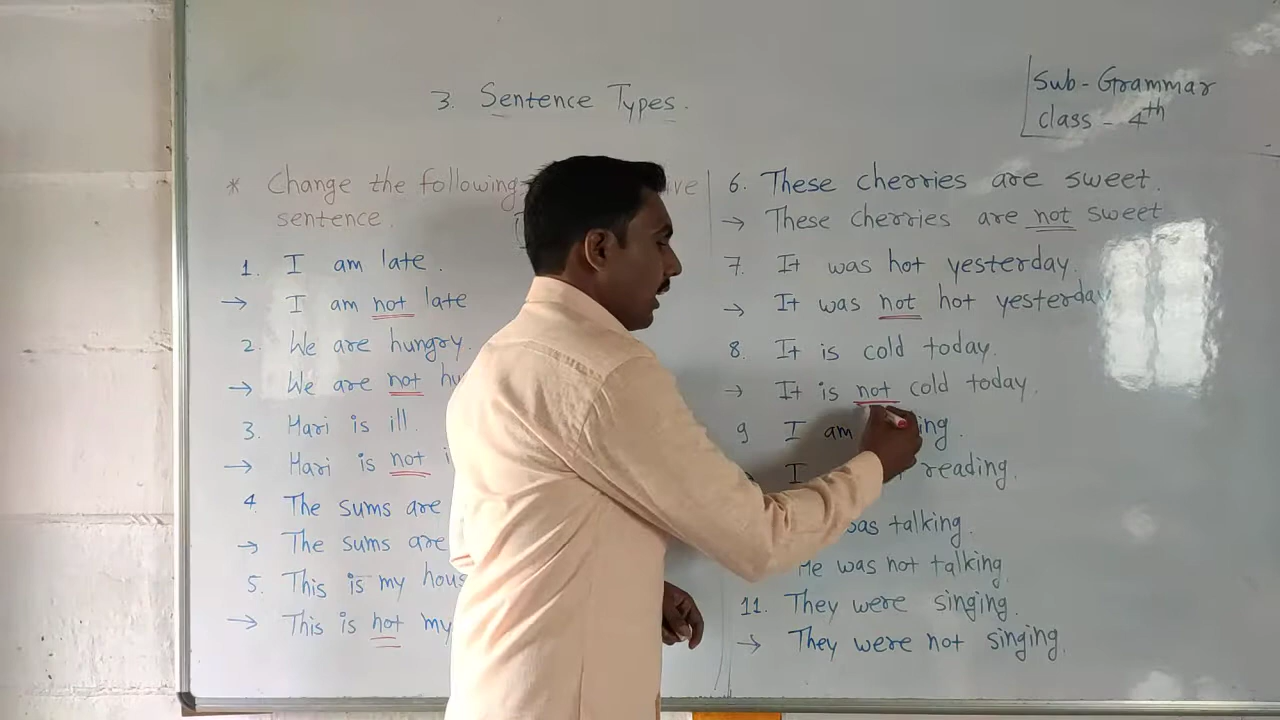 3. Sentence Types.
Sub - Grammar
Class - 4th
* Change the following
sentence.
1. I am late.
→ I am not late
2. We are hungry.
→ We are not
3. Hari is ill.
→ Hari is not
4. The sums are
→ The sums are
5. This is my
→ This is not my
6. These cherries are sweet.
→ These cherries are not sweet
7. It was hot yesterday.
→ It was not hot yesterday
8. It is cold today.
→ It is not cold today.
9 I am
I reading.
was talking.
He was not talking.
11. They were singing.
→ They were not singing.